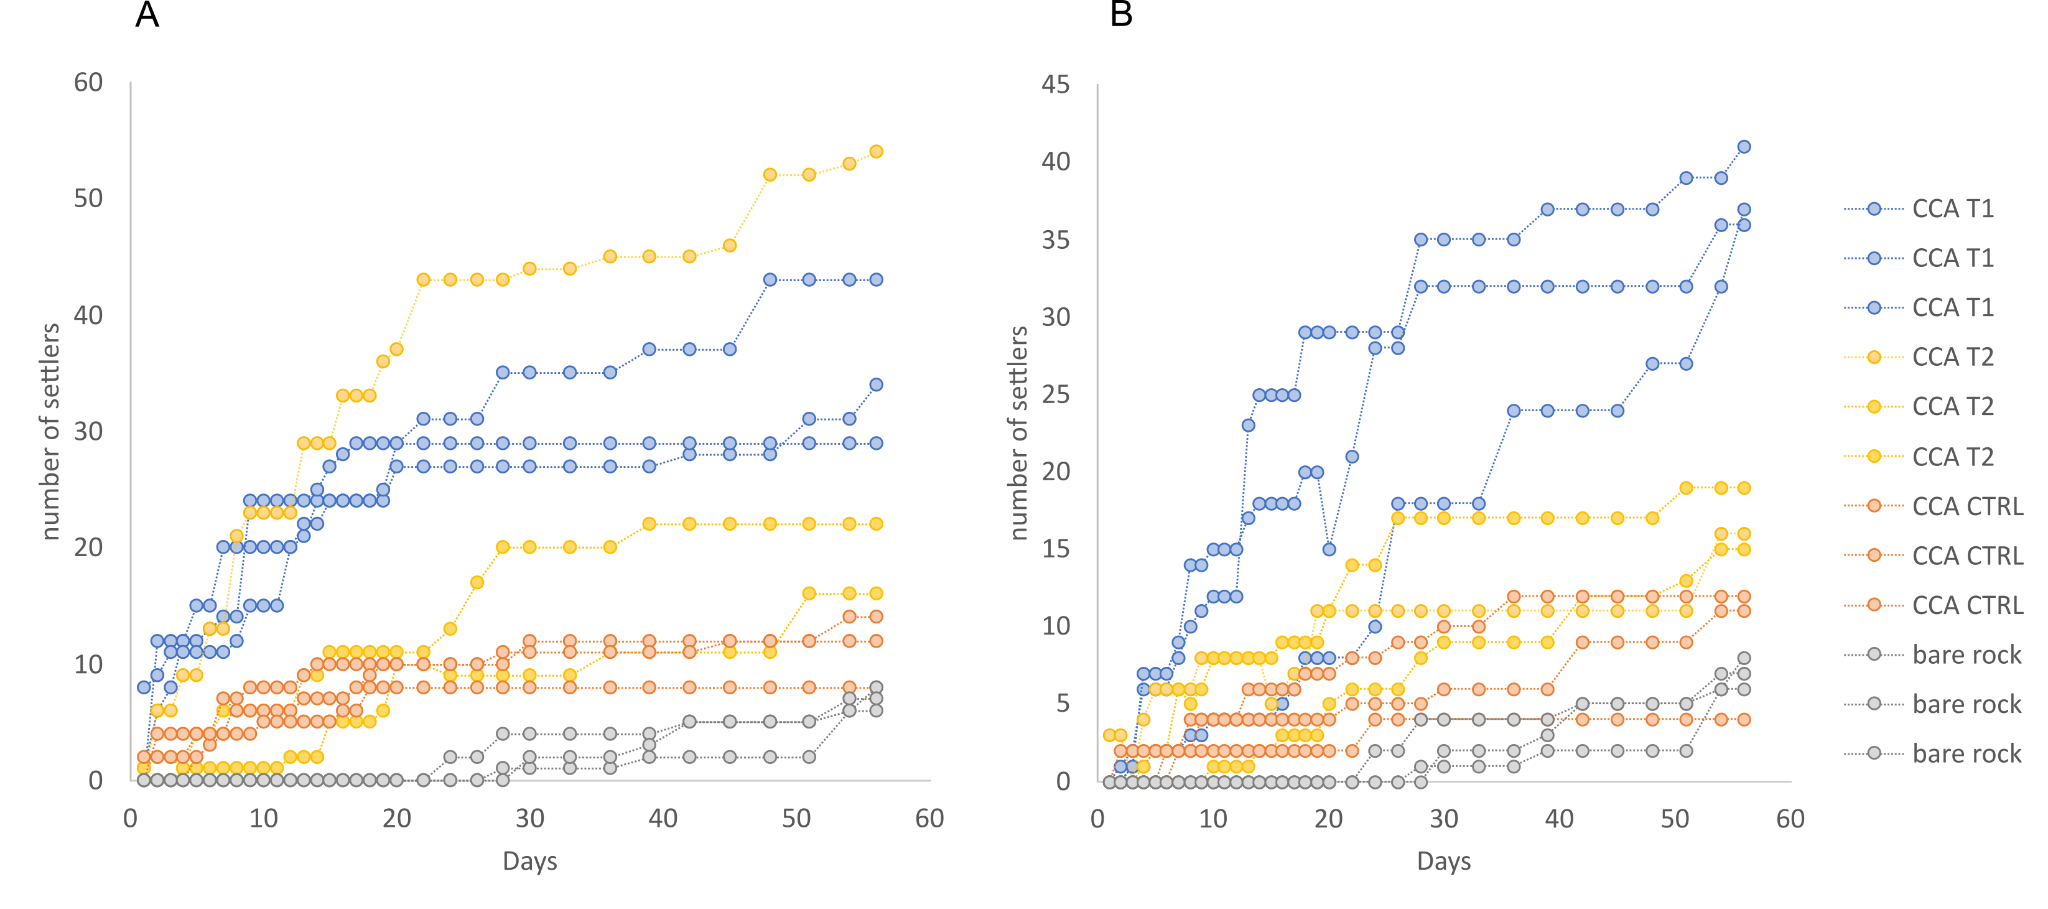 A
60
50
40
30
20
10
0
0 10 20 30 40 50 60
number of settlers
Days
B
45
40
35
30
25
20
15
10
5
0
0 10 20 30 40 50 60
number of settlers
Days
CCA T1
CCA T1
CCA T1
CCA T2
CCA T2
CCA T2
CCA CTRL
CCA CTRL
CCA CTRL
bare rock
bare rock
bare rock